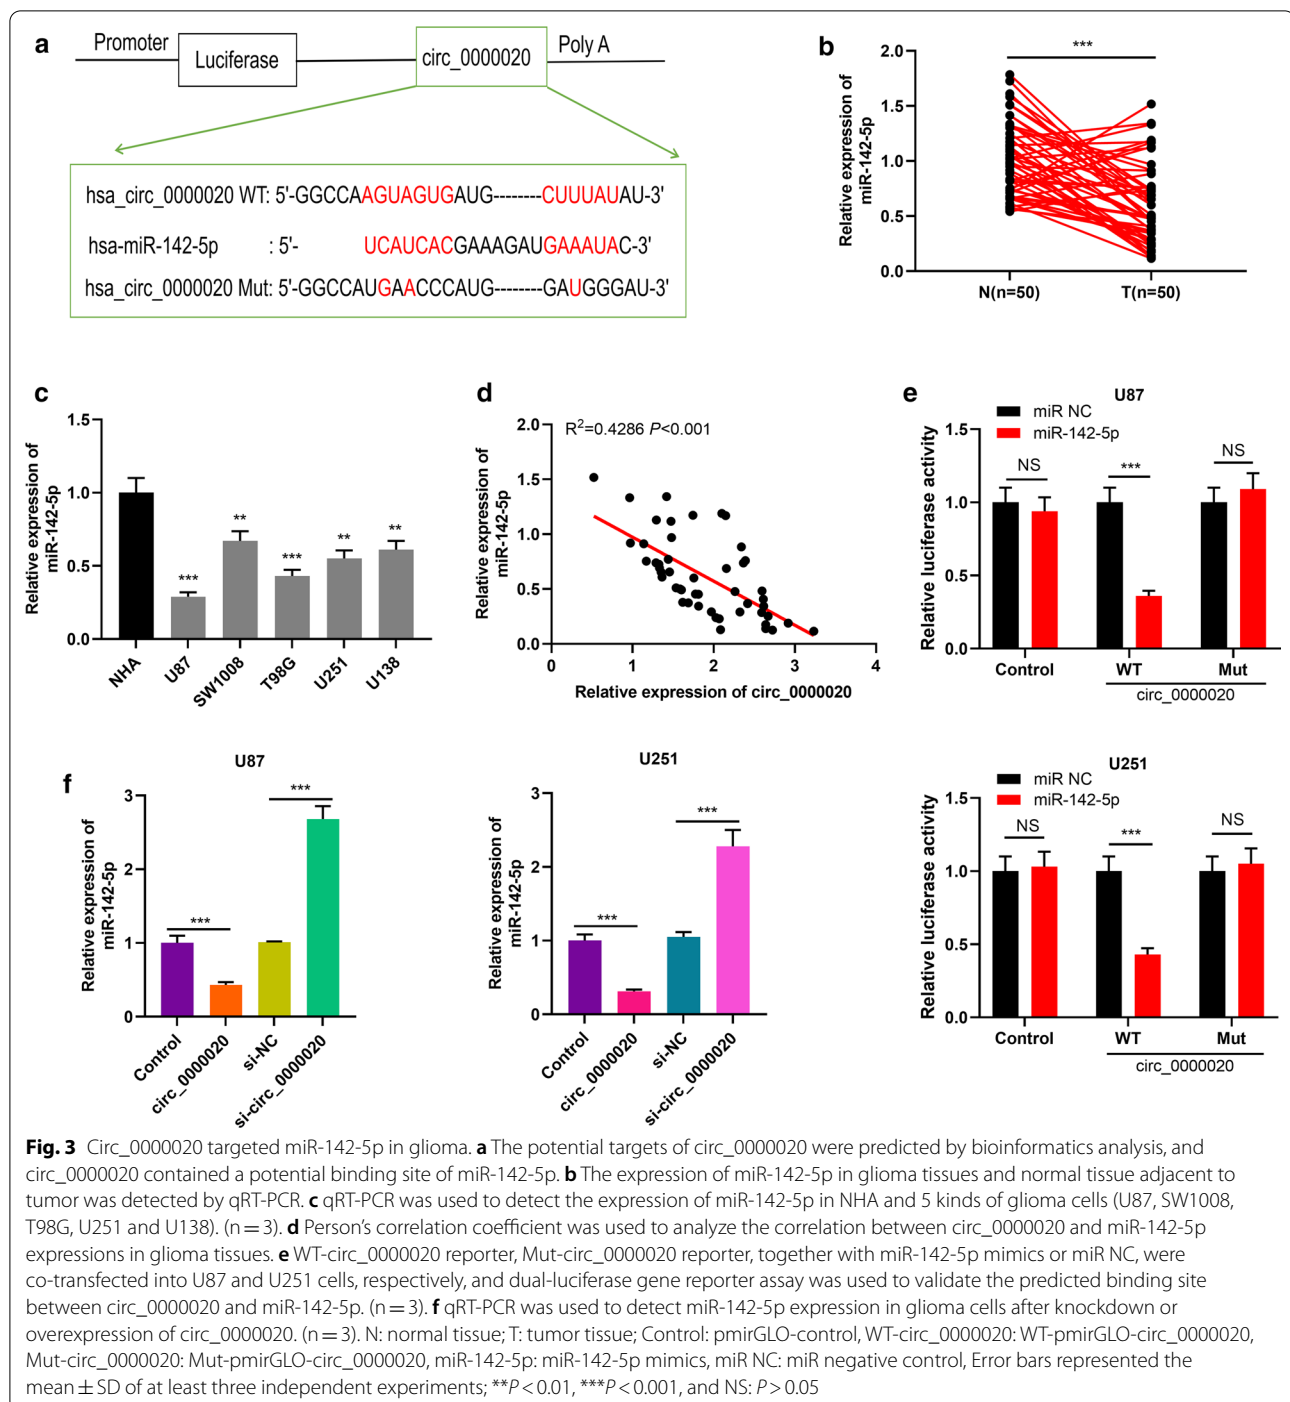 a
Promoter
Luciferase
circ_0000020
Poly A
hsa_circ_0000020 WT: 5'-GGCCAAGUAGUGAUG--------CUUUAUAU-3'
hsa-miR-142-5p : 5'- UCAUCACGAAAGAUGAAAUAC-3'
hsa_circ_0000020 Mut: 5'-GGCCAUGAACCCAUG--------GAUGGGAU-3'
b
Relative expression of
miR-142-5p
2.0
1.5
1.0
0.5
0.0
***
N(n=50)
T(n=50)
c
Relative expression of
miR-142-5p
1.5
1.0
0.5
0.0
***
**
***
**
**
NHA
U87
SW1008
T98G
U251
U138
d
Relative expression of
miR-142-5p
2.0
1.5
1.0
0.5
0.0
R²=0.4286 P<0.001
0 1 2 3 4
Relative expression of circ_0000020
e
U87
miR NC
miR-142-5p
Relative luciferase activity
1.5
1.0
0.5
0.0
NS
***
NS
Control
WT
Mut
circ_0000020
U251
miR NC
miR-142-5p
Relative luciferase activity
1.5
1.0
0.5
0.0
NS
***
NS
Control
WT
Mut
circ_0000020
f
U87
Relative expression of
miR-142-5p
3
2
1
0
***
***
Control
circ_0000020
si-NC
si-circ_0000020
U251
Relative expression of
miR-142-5p
3
2
1
0
***
***
Control
circ_0000020
si-NC
si-circ_0000020
Fig. 3 Circ_0000020 targeted miR-142-5p in glioma. a The potential targets of circ_0000020 were predicted by bioinformatics analysis, and
circ_0000020 contained a potential binding site of miR-142-5p. b The expression of miR-142-5p in glioma tissues and normal tissue adjacent to
tumor was detected by qRT-PCR. c qRT-PCR was used to detect the expression of miR-142-5p in NHA and 5 kinds of glioma cells (U87, SW1008,
T98G, U251 and U138). (n = 3). d Person's correlation coefficient was used to analyze the correlation between circ_0000020 and miR-142-5p
expressions in glioma tissues. e WT-circ_0000020 reporter, Mut-circ_0000020 reporter, together with miR-142-5p mimics or miR NC, were
co-transfected into U87 and U251 cells, respectively, and dual-luciferase gene reporter assay was used to validate the predicted binding site
between circ_0000020 and miR-142-5p. (n = 3). f qRT-PCR was used to detect miR-142-5p expression in glioma cells after knockdown or
overexpression of circ_0000020. (n = 3). N: normal tissue; T: tumor tissue; Control: pmirGLO-control, WT-circ_0000020: WT-pmirGLO-circ_0000020,
Mut-circ_0000020: Mut-pmirGLO-circ_0000020, miR-142-5p: miR-142-5p mimics, miR NC: miR negative control, Error bars represented the
mean ± SD of at least three independent experiments; **P < 0.01, ***P < 0.001, and NS: P > 0.05